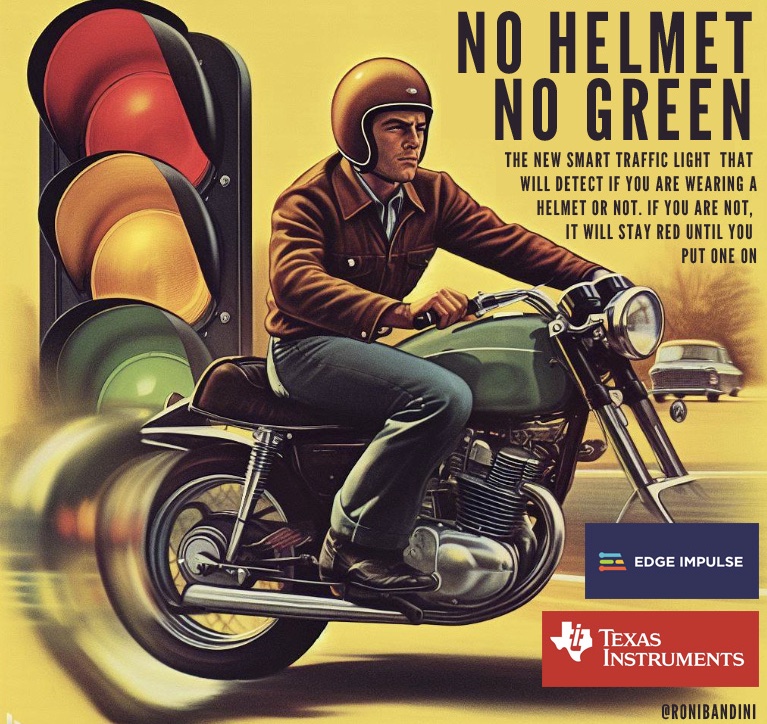 NO HELMET
NO GREEN
THE NEW SMART TRAFFIC LIGHT THAT
WILL DETECT IF YOU ARE WEARING A
HELMET OR NOT. IF YOU ARE NOT,
IT WILL STAY RED UNTIL YOU
PUT ONE ON
EDGE IMPULSE
TEXAS
INSTRUMENTS
@RONIBANDINI